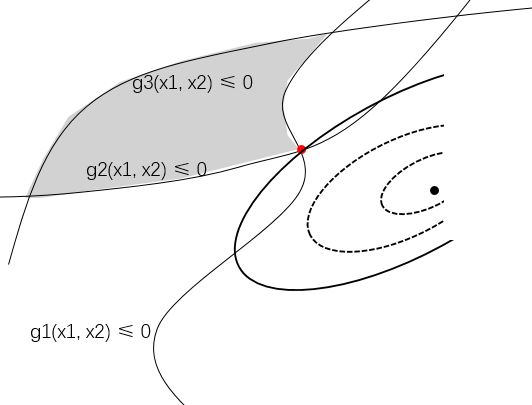 g3(x1, x2) ⩽ 0
g2(x1, x2) ⩽ 0
g1(x1, x2) ⩽ 0